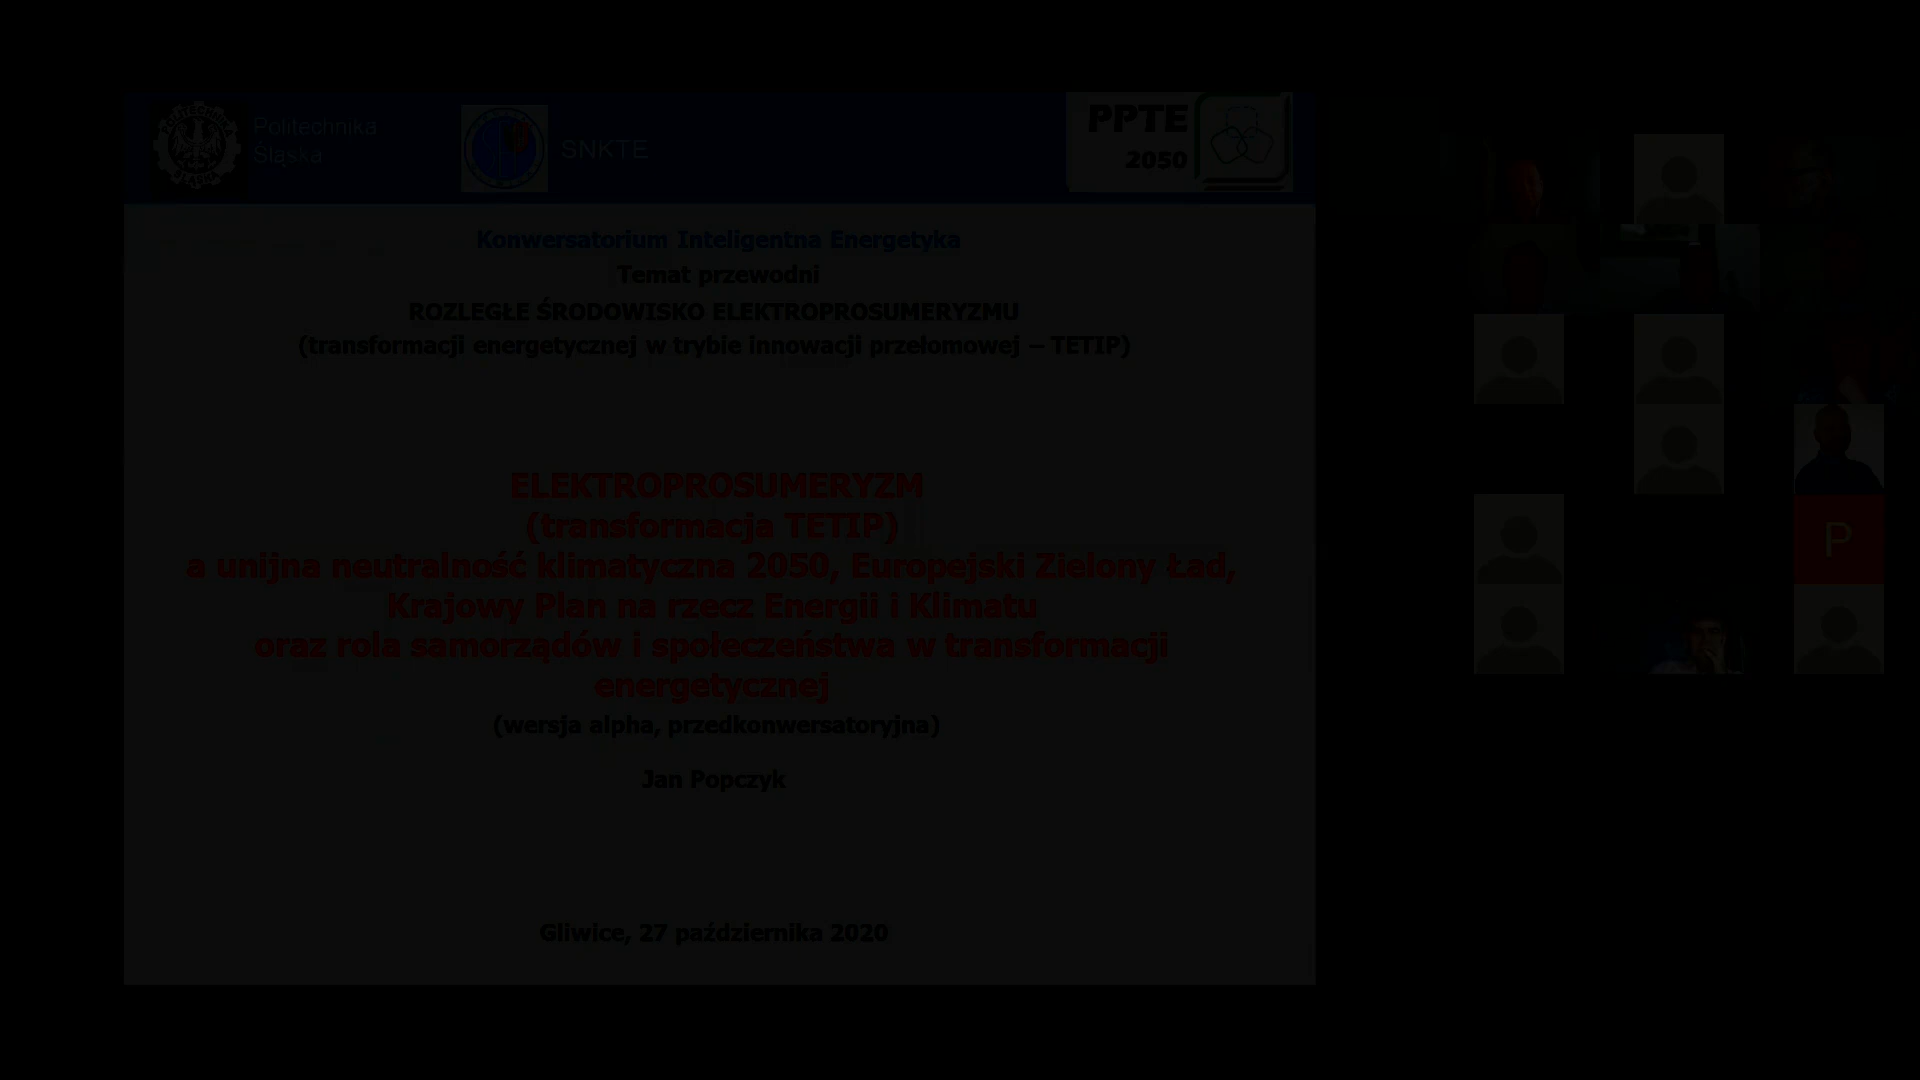 POLITECHNIKA
ŚLĄSKA
Politechnika
Śląska
SNKTE
PPTE
2050
Konwersatorium Inteligentna Energetyka
Temat przewodni
ROZLEGŁE ŚRODOWISKO ELEKTROPROSUMERYZMU
(transformacji energetycznej w trybie innowacji przełomowej – TETIP)
ELEKTROPROSUMERYZM
(transformacja TETIP)
a unijna neutralność klimatyczna 2050, Europejski Zielony Ład,
Krajowy Plan na rzecz Energii i Klimatu
oraz rola samorządów i społeczeństwa w transformacji
energetycznej
(wersja alpha, przedkonwersatoryjna)
Jan Popczyk
Gliwice, 27 października 2020
P